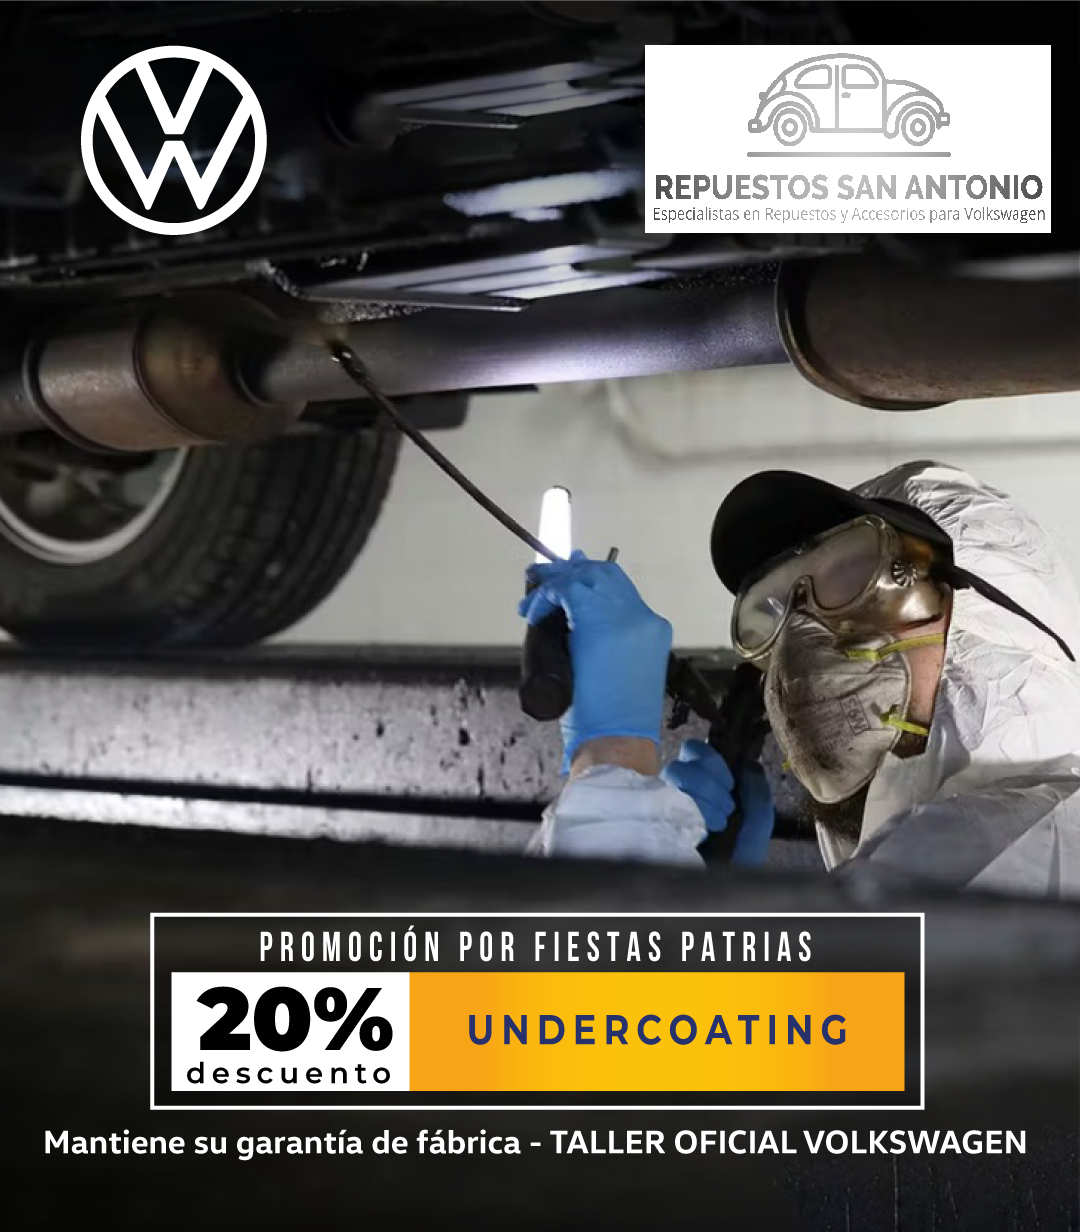 REPUESTOS SAN ANTONIO
Especialistas en Repuestos y Accesorios para Volkswagen
PROMOCIÓN POR FIESTAS PATRIAS
20%
descuento
UNDERCOATING
Mantiene su garantía de fábrica - TALLER OFICIAL VOLKSWAGEN